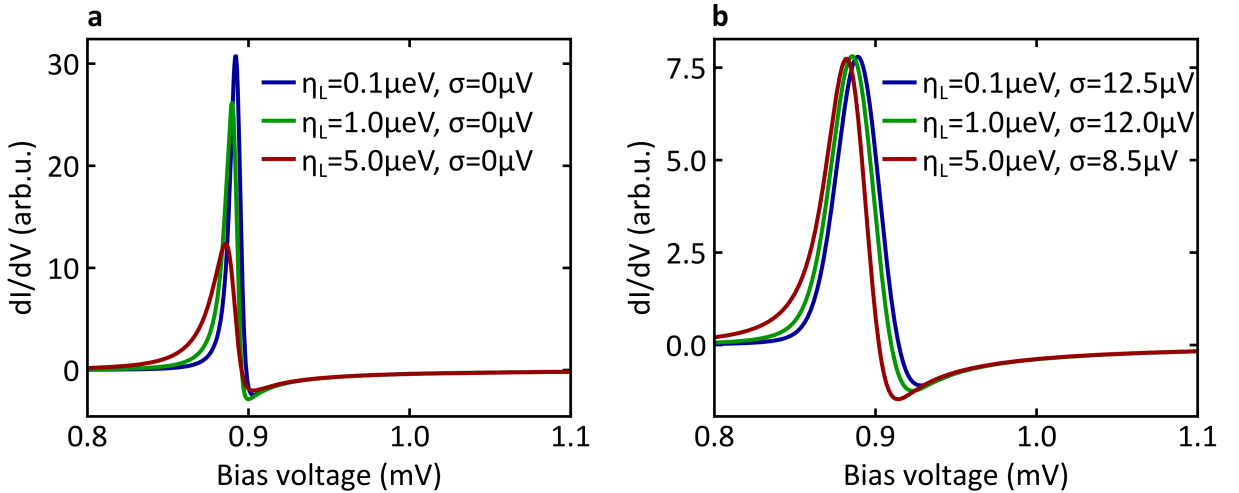 a
dI/dV (arb.u.)
30
20
10
0
0.8 0.9 1.0 1.1
Bias voltage (mV)
η_L=0.1μeV, σ=0μV
η_L=1.0μeV, σ=0μV
η_L=5.0μeV, σ=0μV
b
dI/dV (arb.u.)
7.5
5.0
2.5
0.0
0.8 0.9 1.0 1.1
Bias voltage (mV)
η_L=0.1μeV, σ=12.5μV
η_L=1.0μeV, σ=12.0μV
η_L=5.0μeV, σ=8.5μV